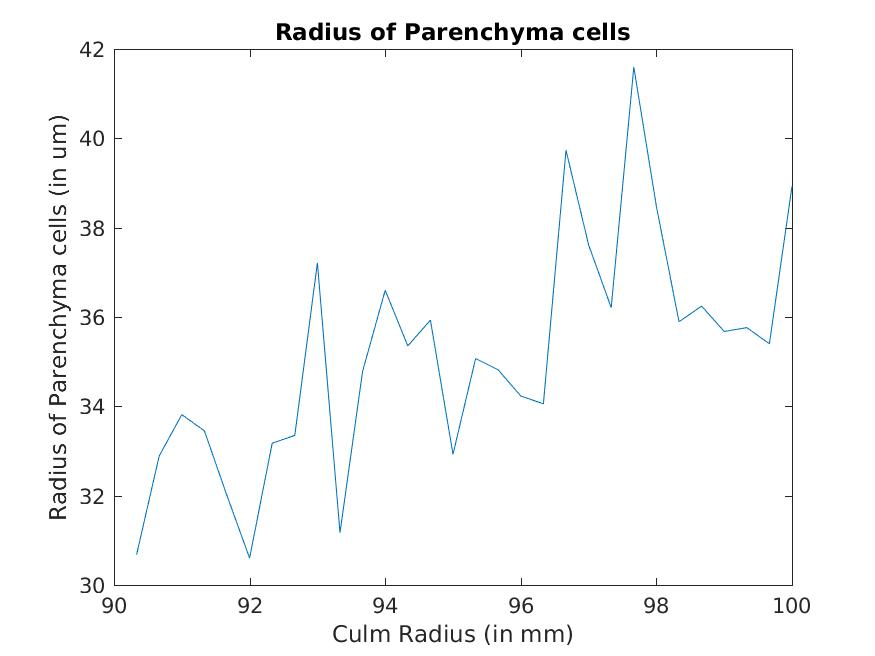 Radius of Parenchyma cells
42
40
38
36
34
32
30
Radius of Parenchyma cells (in um)
90 92 94 96 98 100
Culm Radius (in mm)